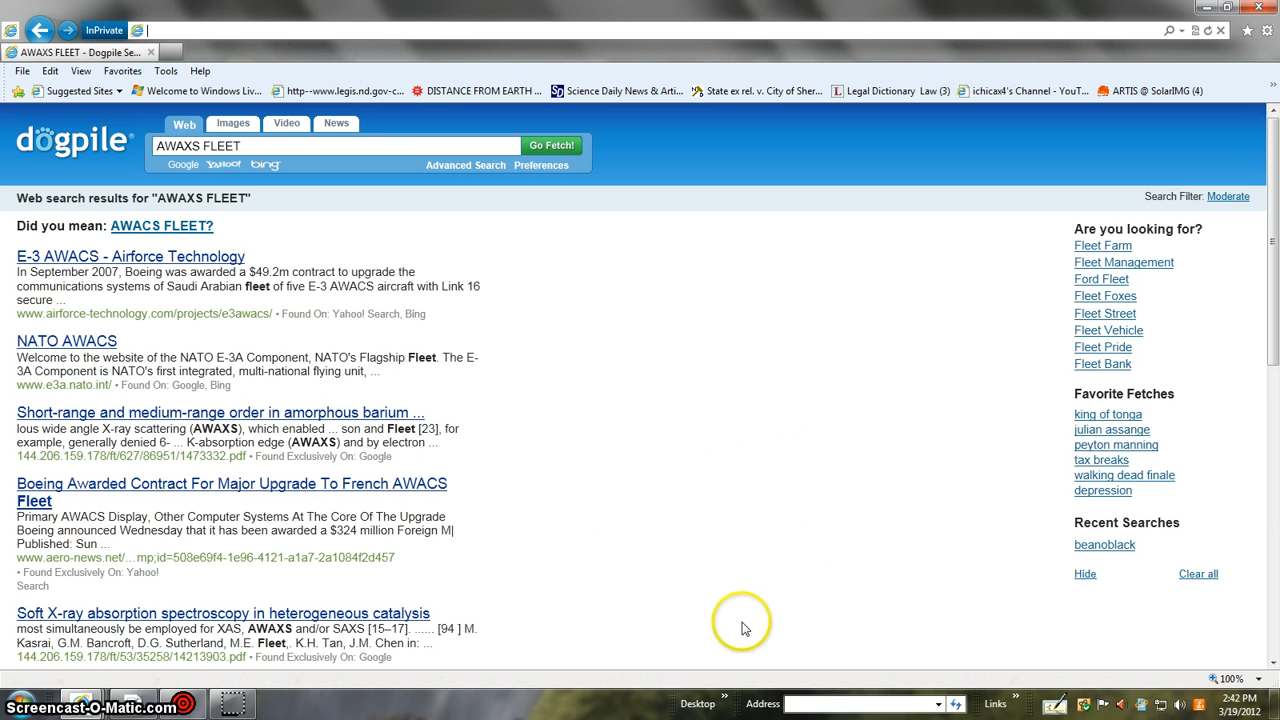 InPrivate
AWAXS FLEET - Dogpile Se...
File Edit View Favorites Tools Help
Suggested Sites Welcome to Windows Liv... http--www.legis.nd.gov-c... DISTANCE FROM EARTH ... Science Daily News & Arti... State ex rel. v. City of Sher... Legal Dictionary Law (3) ichicax4's Channel - YouT... ARTIS @ SolarIMG (4)
Web Images Video News
dogpile
AWAXS FLEET Go Fetch!
Google YAHOO! bing Advanced Search Preferences
Web search results for "AWAXS FLEET"
Search Filter: Moderate
Did you mean: AWACS FLEET?
E-3 AWACS - Airforce Technology
In September 2007, Boeing was awarded a $49.2m contract to upgrade the
communications systems of Saudi Arabian fleet of five E-3 AWACS aircraft with Link 16
secure ...
www.airforce-technology.com/projects/e3awacs/ • Found On: Yahoo! Search, Bing
NATO AWACS
Welcome to the website of the NATO E-3A Component, NATO's Flagship Fleet. The E-
3A Component is NATO's first integrated, multi-national flying unit, ...
www.e3a.nato.int/ • Found On: Google, Bing
Short-range and medium-range order in amorphous barium ...
lous wide angle X-ray scattering (AWAXS), which enabled ... son and Fleet [23], for
example, generally denied 6- ... K-absorption edge (AWAXS) and by electron ...
144.206.159.178/ft/627/86951/1473332.pdf • Found Exclusively On: Google
Boeing Awarded Contract For Major Upgrade To French AWACS
Fleet
Primary AWACS Display, Other Computer Systems At The Core Of The Upgrade
Boeing announced Wednesday that it has been awarded a $324 million Foreign M|
Published: Sun ...
www.aero-news.net/...mp;id=508e69f4-1e96-4121-a1a7-2a1084f2d457
• Found Exclusively On: Yahoo!
Search
Soft X-ray absorption spectroscopy in heterogeneous catalysis
most simultaneously be employed for XAS, AWAXS and/or SAXS [15–17]. ...... [94 ] M.
Kasrai, G.M. Bancroft, D.G. Sutherland, M.E. Fleet,. K.H. Tan, J.M. Chen in: ...
144.206.159.178/ft/53/35258/14213903.pdf • Found Exclusively On: Google
Are you looking for?
Fleet Farm
Fleet Management
Ford Fleet
Fleet Foxes
Fleet Street
Fleet Vehicle
Fleet Pride
Fleet Bank
Favorite Fetches
king of tonga
julian assange
peyton manning
tax breaks
walking dead finale
depression
Recent Searches
beanoblack
Hide Clear all
100%
Screencast-O-Matic.com
Desktop » Address Links » 2:42 PM
3/19/2012